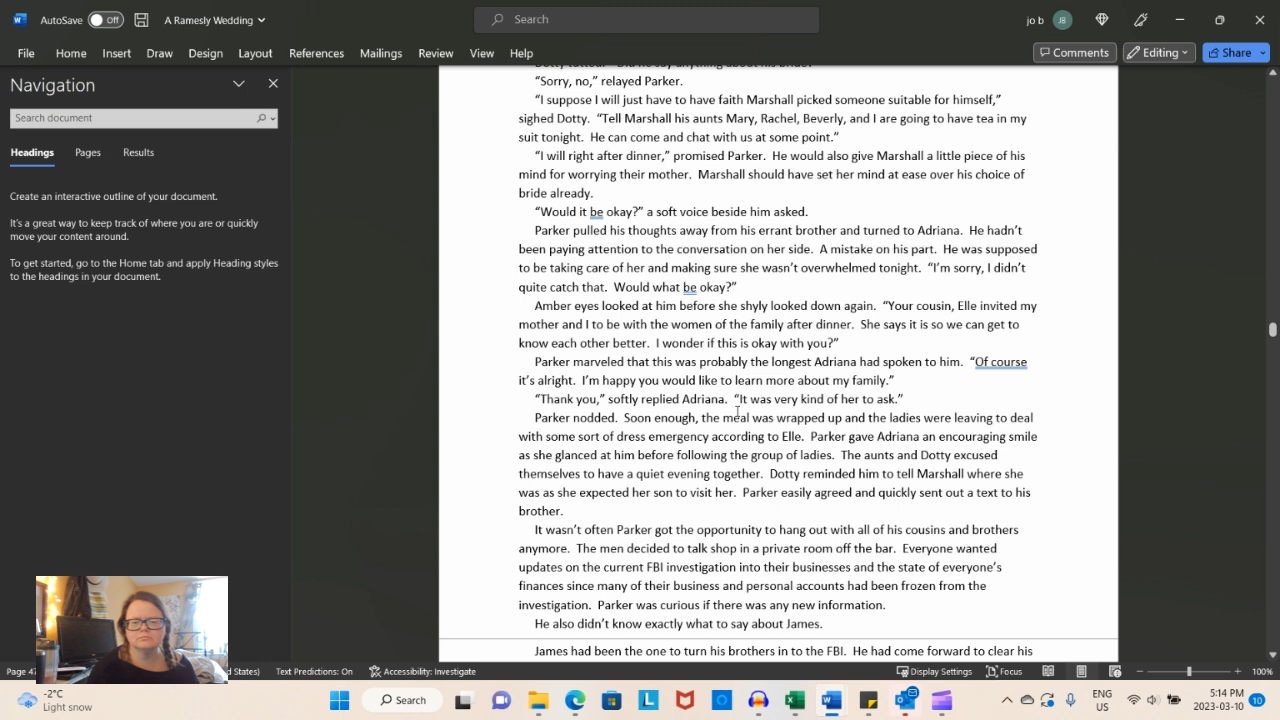 AutoSave Off A Ramesly Wedding Search jo b JB
File Home Insert Draw Design Layout References Mailings Review View Help Comments Editing Share
Navigation
Search document
Headings Pages Results
Create an interactive outline of your document.
It's a great way to keep track of where you are or quickly
move your content around.
To get started, go to the Home tab and apply Heading styles
to the headings in your document.
“Sorry, no,” relayed Parker.
“I suppose I will just have to have faith Marshall picked someone suitable for himself,”
sighed Dotty. “Tell Marshall his aunts Mary, Rachel, Beverly, and I are going to have tea in my
suit tonight. He can come and chat with us at some point.”
“I will right after dinner,” promised Parker. He would also give Marshall a little piece of his
mind for worrying their mother. Marshall should have set her mind at ease over his choice of
bride already.
“Would it be okay?” a soft voice beside him asked.
Parker pulled his thoughts away from his errant brother and turned to Adriana. He hadn’t
been paying attention to the conversation on her side. A mistake on his part. He was supposed
to be taking care of her and making sure she wasn’t overwhelmed tonight. “I’m sorry, I didn’t
quite catch that. Would what be okay?”
Amber eyes looked at him before she shyly looked down again. “Your cousin, Elle invited my
mother and I to be with the women of the family after dinner. She says it is so we can get to
know each other better. I wonder if this is okay with you?”
Parker marveled that this was probably the longest Adriana had spoken to him. “Of course
it’s alright. I’m happy you would like to learn more about my family.”
“Thank you,” softly replied Adriana. “It was very kind of her to ask.”
Parker nodded. Soon enough, the meal was wrapped up and the ladies were leaving to deal
with some sort of dress emergency according to Elle. Parker gave Adriana an encouraging smile
as she glanced at him before following the group of ladies. The aunts and Dotty excused
themselves to have a quiet evening together. Dotty reminded him to tell Marshall where she
was as she expected her son to visit her. Parker easily agreed and quickly sent out a text to his
brother.
It wasn’t often Parker got the opportunity to hang out with all of his cousins and brothers
anymore. The men decided to talk shop in a private room off the bar. Everyone wanted
updates on the current FBI investigation into their businesses and the state of everyone’s
finances since many of their business and personal accounts had been frozen from the
investigation. Parker was curious if there was any new information.
He also didn’t know exactly what to say about James.
James had been the one to turn his brothers in to the FBI. He had come forward to clear his
Page 47 States) Text Predictions: On Accessibility: Investigate Display Settings Focus 100%
-2°C
Light snow
Search
ENG
US
5:14 PM
2023-03-10
10